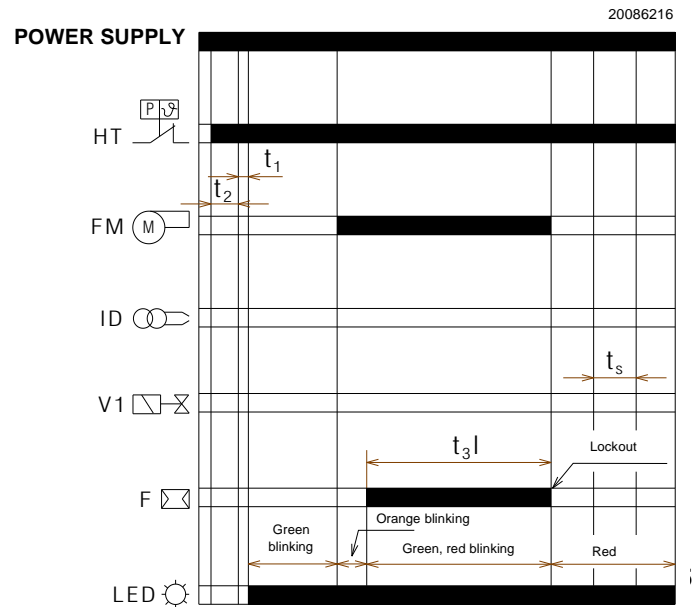 20086216
POWER SUPPLY
P ϑ
HT
t1
t2
FM M
ID
ts
V1
t3l
Lockout
F
Orange blinking
Green
blinking
Green, red blinking
Red
LED